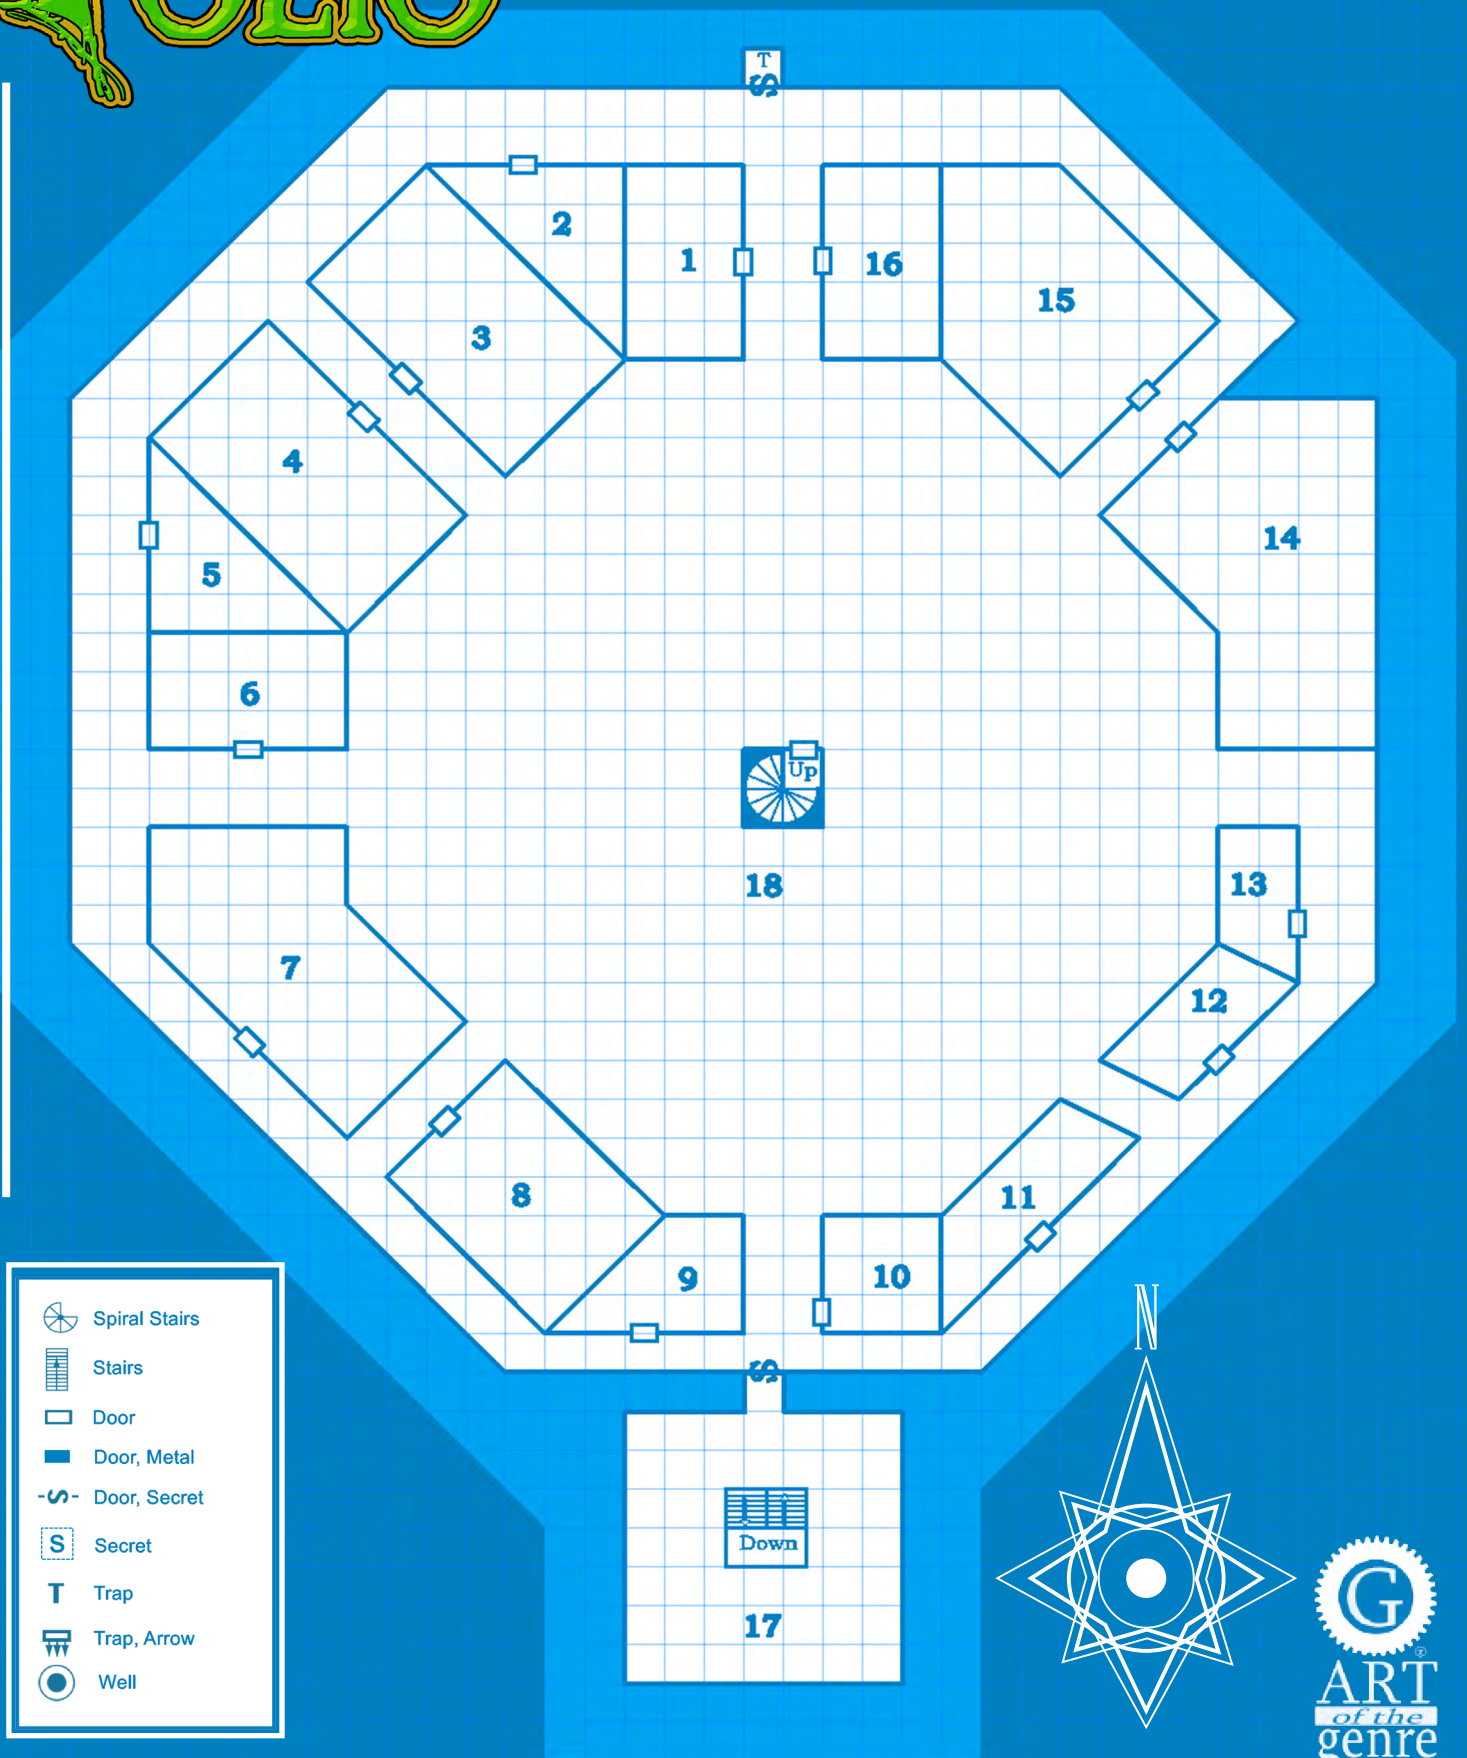 OLIO
T
S
2
1
16
15
3
4
14
5
6
Up
18
13
7
12
8
11
9
10
S
N
Down
17
Spiral Stairs
Stairs
Door
Door, Metal
-S- Door, Secret
S Secret
T Trap
Trap, Arrow
Well
G
ART
of the
genre